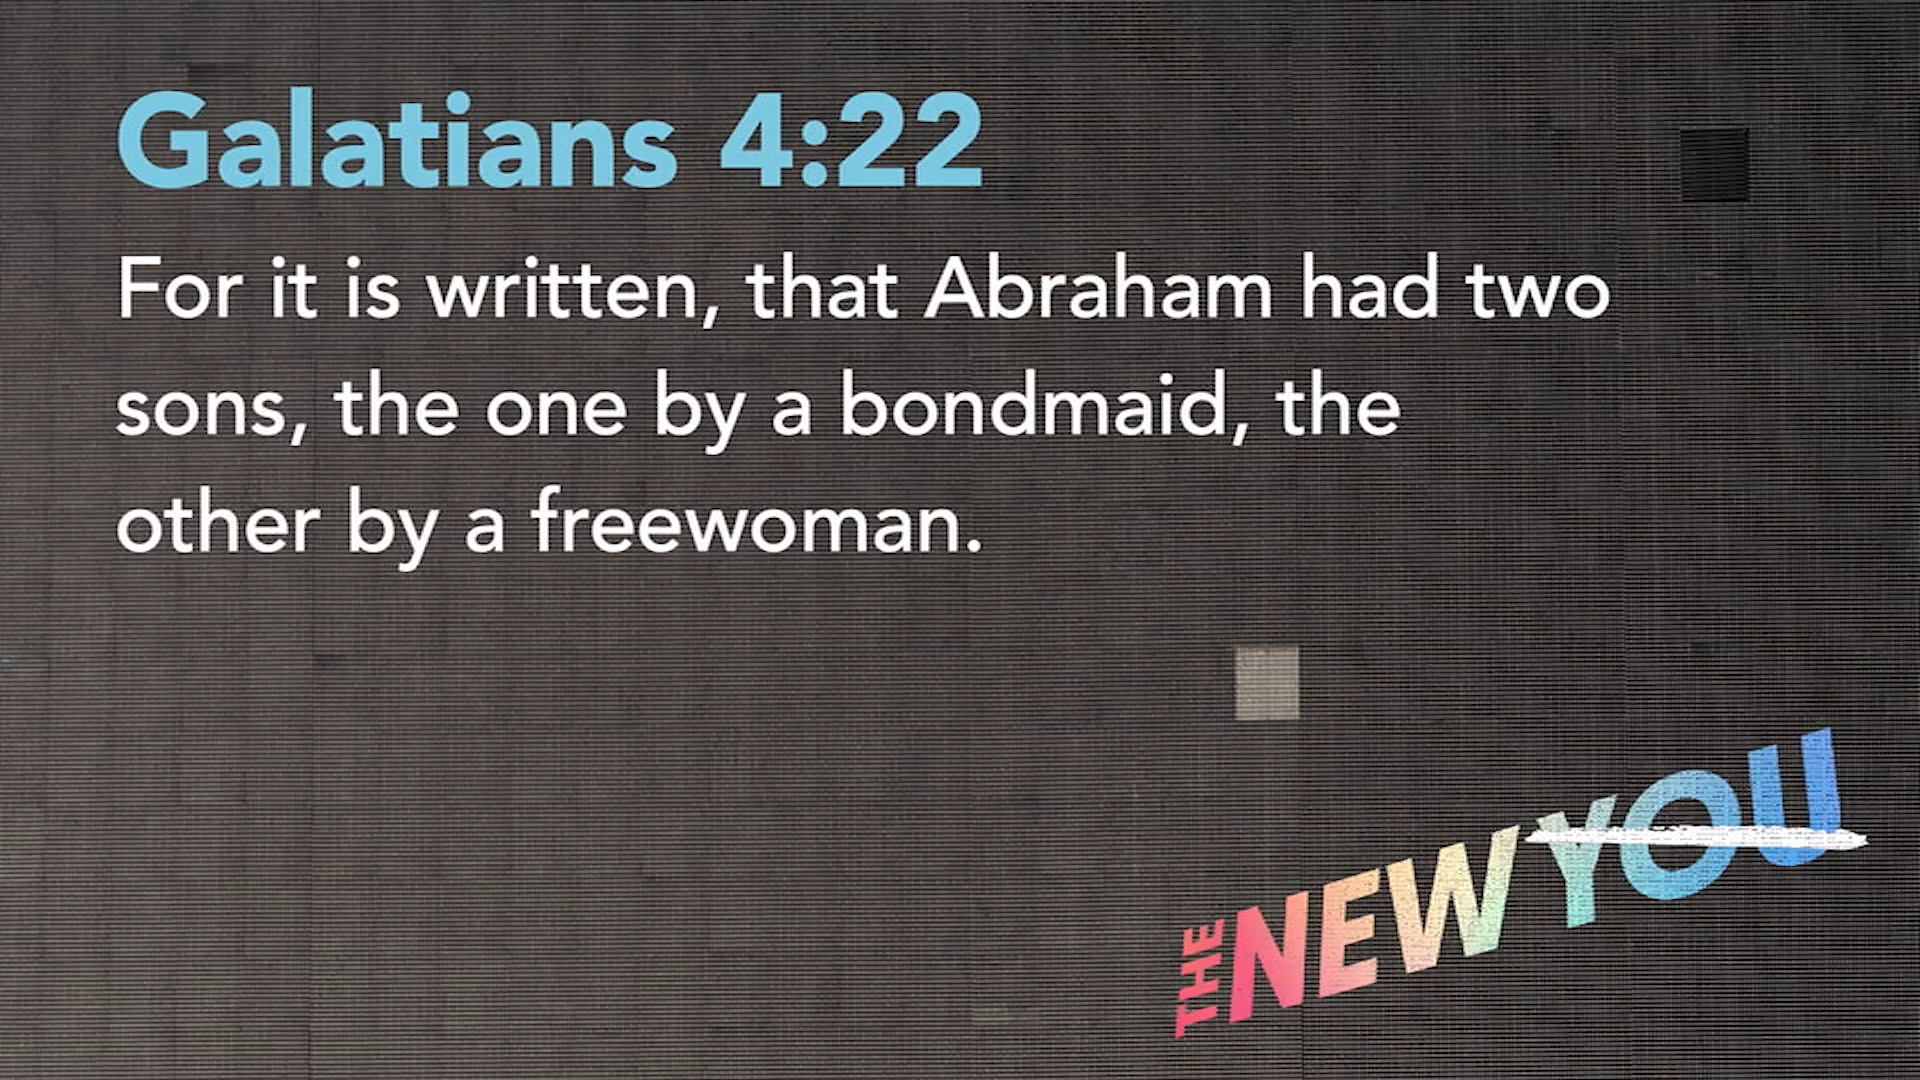 Galatians 4:22
For it is written, that Abraham had two
sons, the one by a bondmaid, the
other by a freewoman.
THE NEW YOU